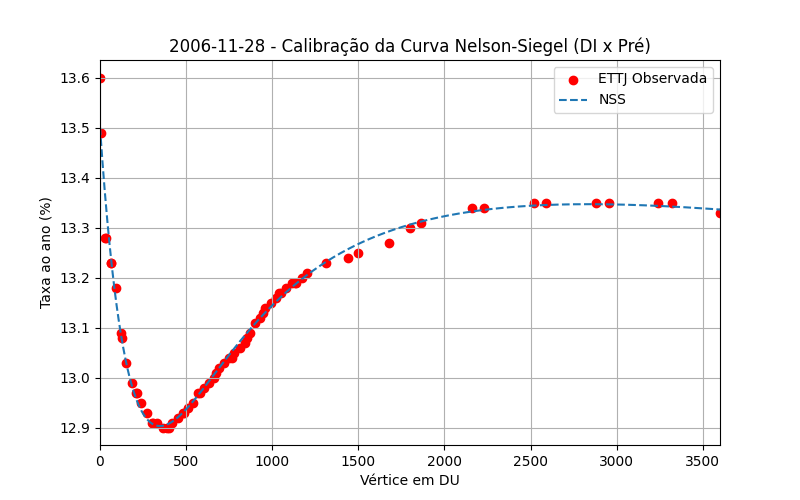 2006-11-28 - Calibração da Curva Nelson-Siegel (DI x Pré)
ETTJ Observada
NSS
Taxa ao ano (%)
13.6
13.5
13.4
13.3
13.2
13.1
13.0
12.9
0 500 1000 1500 2000 2500 3000 3500
Vértice em DU